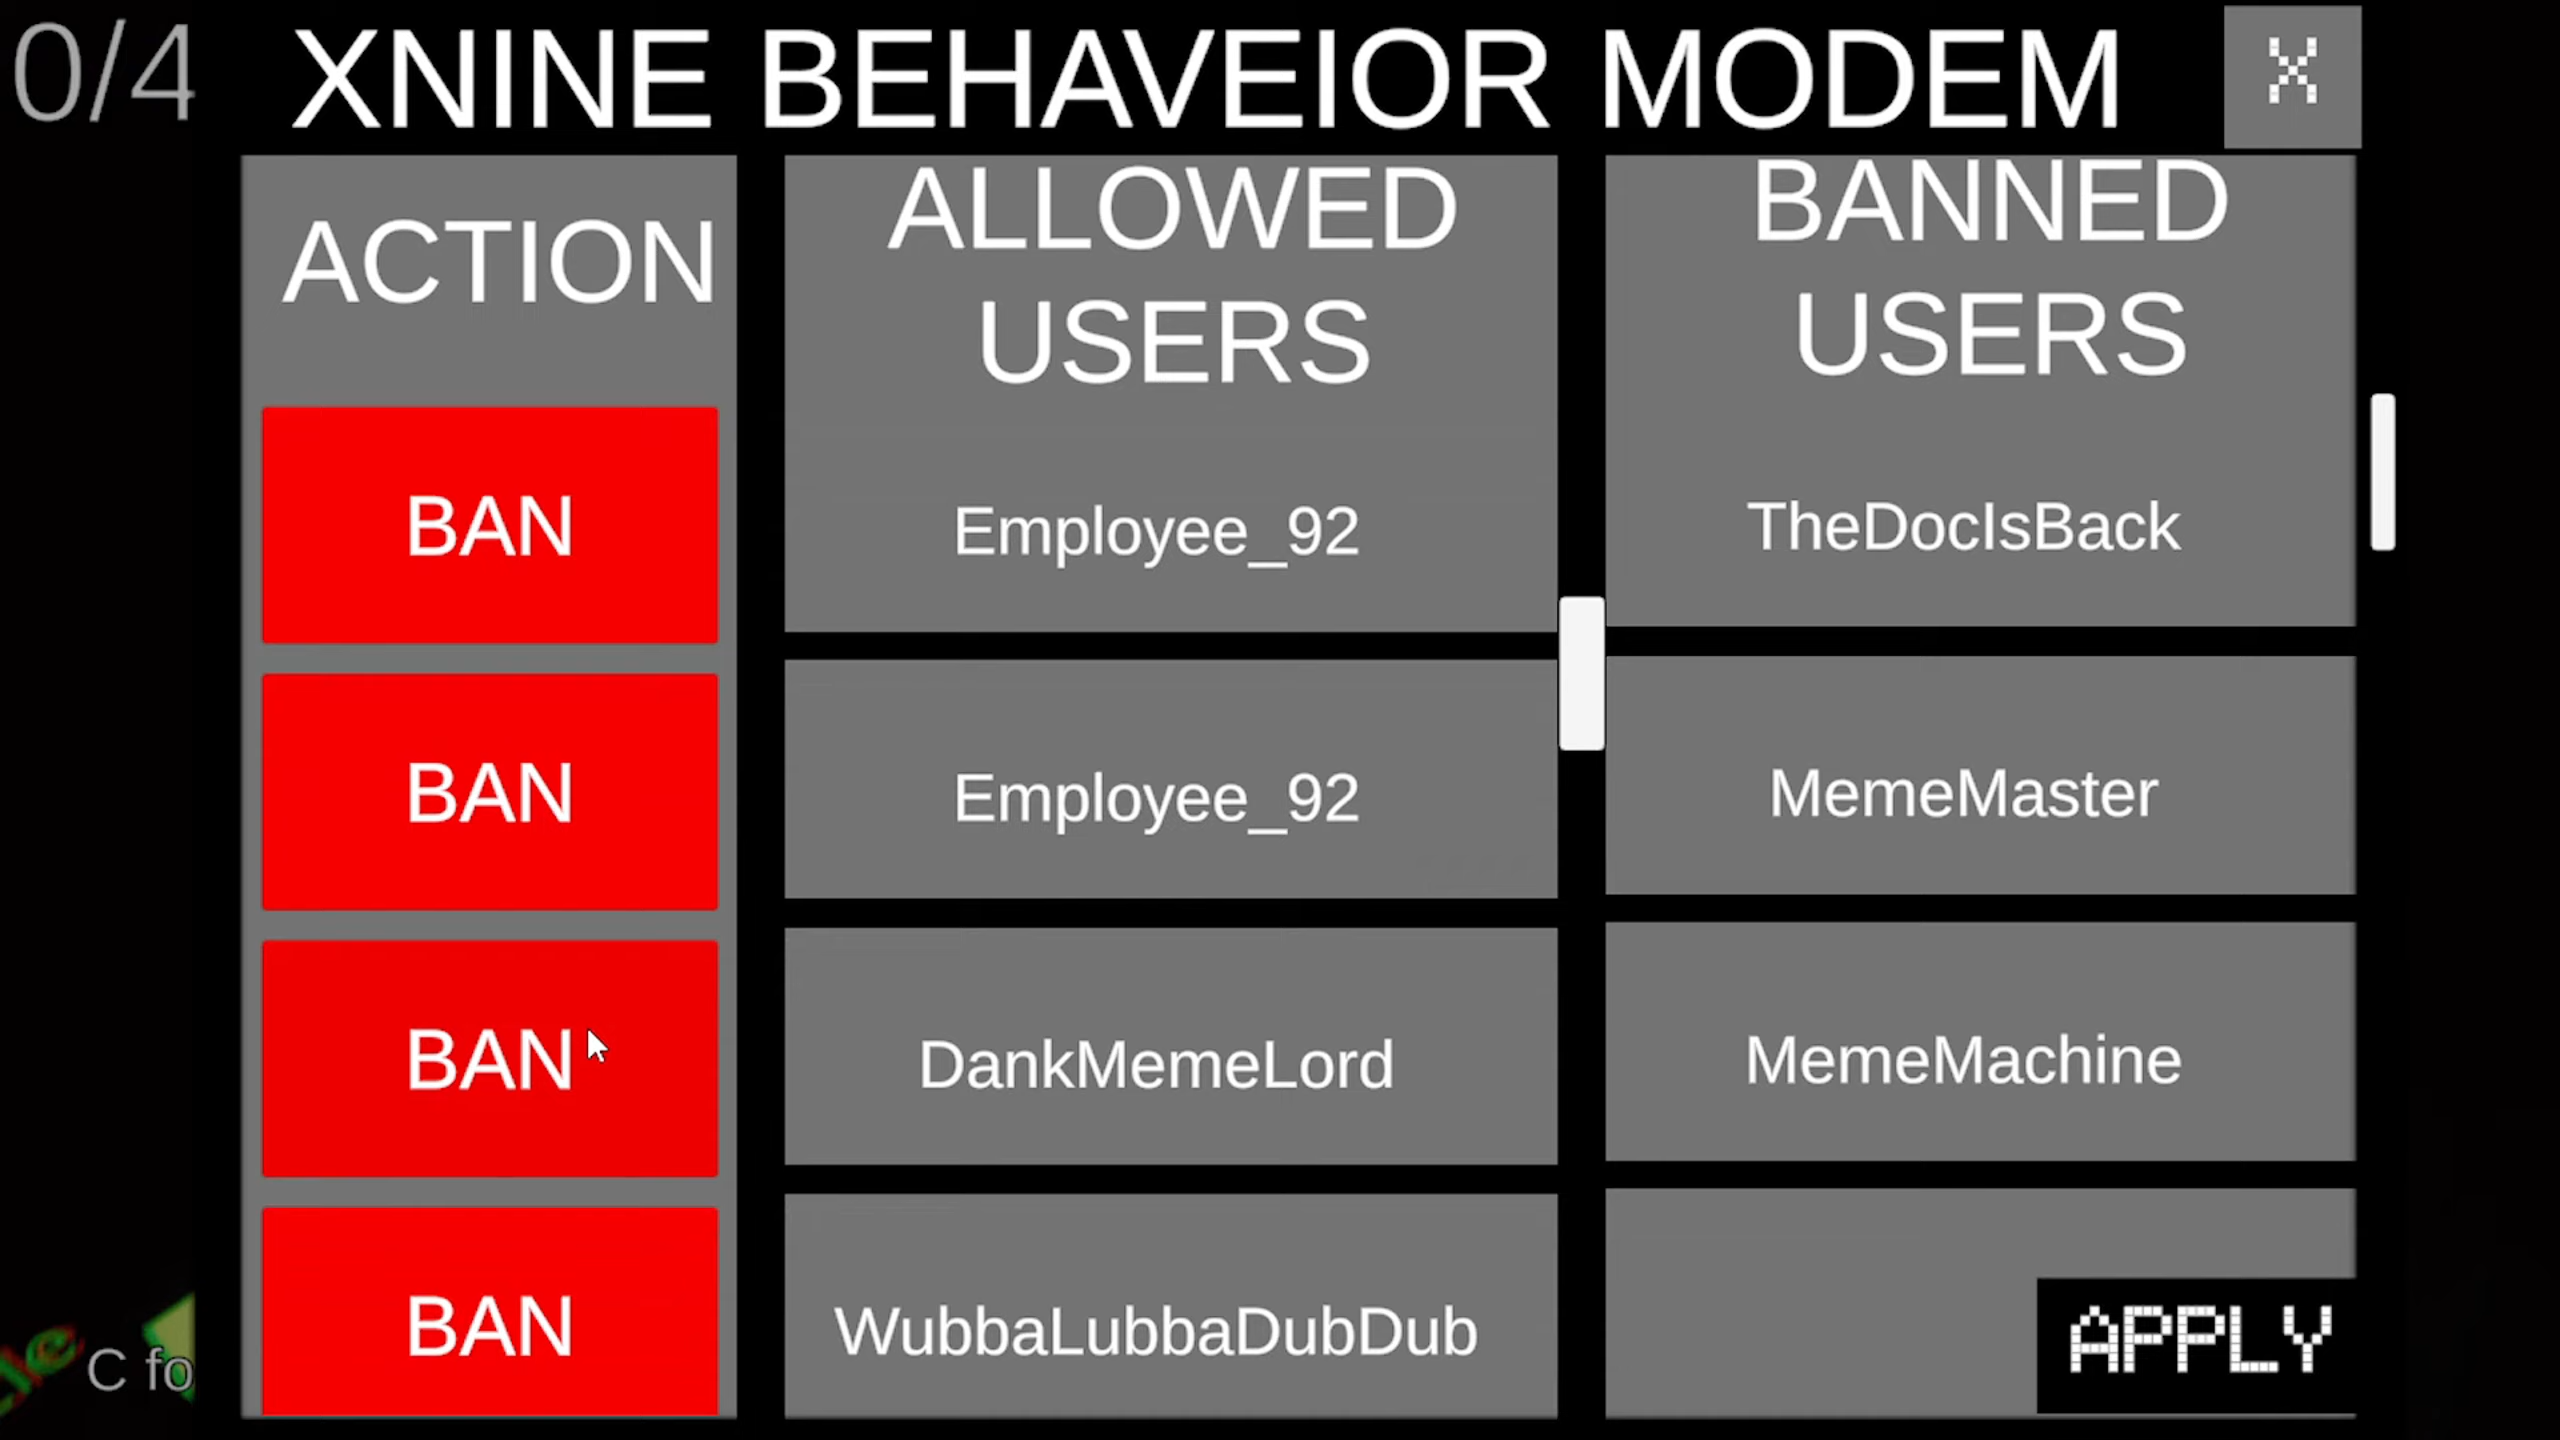 0/4
XNINE BEHAVEIOR MODEM
X
ACTION
ALLOWED
USERS
BANNED
USERS
BAN
Employee_92
TheDocIsBack
BAN
Employee_92
MemeMaster
BAN
DankMemeLord
MemeMachine
BAN
WubbaLubbaDubDub
APPLY
C fo